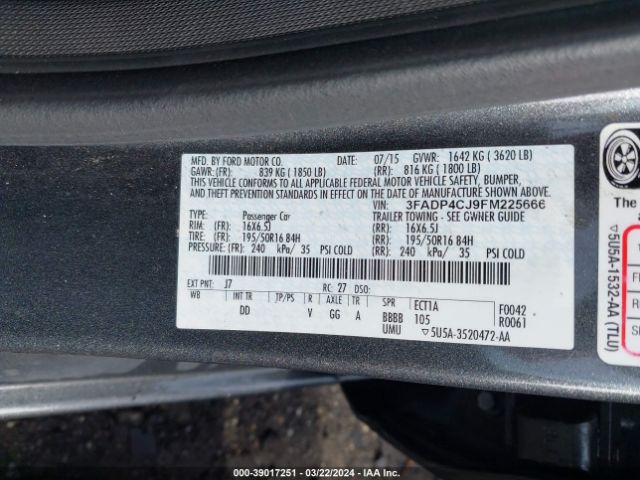 MFD. BY FORD MOTOR CO. DATE: 07/15 GVWR: 1642 KG ( 3620 LB)
GAWR:(FR): 839 KG ( 1850 LB) (RR): 816 KG ( 1800 LB)
THIS VEHICLE CONFORMS TO ALL APPLICABLE FEDERAL MOTOR VEHICLE SAFETY, BUMPER,
AND THEFT PREVENTION STANDARDS IN EFFECT ON THE DATE OF MANUFACTURE SHOWN ABOVE.
VIN: 3FADP4CJ9FM225666
TYPE: Passenger Car TRAILER TOWING - SEE OWNER GUIDE
RIM: (FR): 16X6.5J (RR): 16X6.5J
TIRE: (FR): 195/50R16 84H (RR): 195/50R16 84H
PRESSURE: (FR): 240 kPa/ 35 PSI COLD (RR): 240 kPa/ 35 PSI COLD
EXT PNT: J7 RC: 27 DSO:
WB INT TR TP/PS R AXLE TR SPR ECT1A F0042
DD V GG A BBBB 105 R0061
UMU ▽5U5A-3520472-AA
The
▽5U5A-1532-AA (TLU)
000-39017251 - 03/22/2024 - IAA Inc.